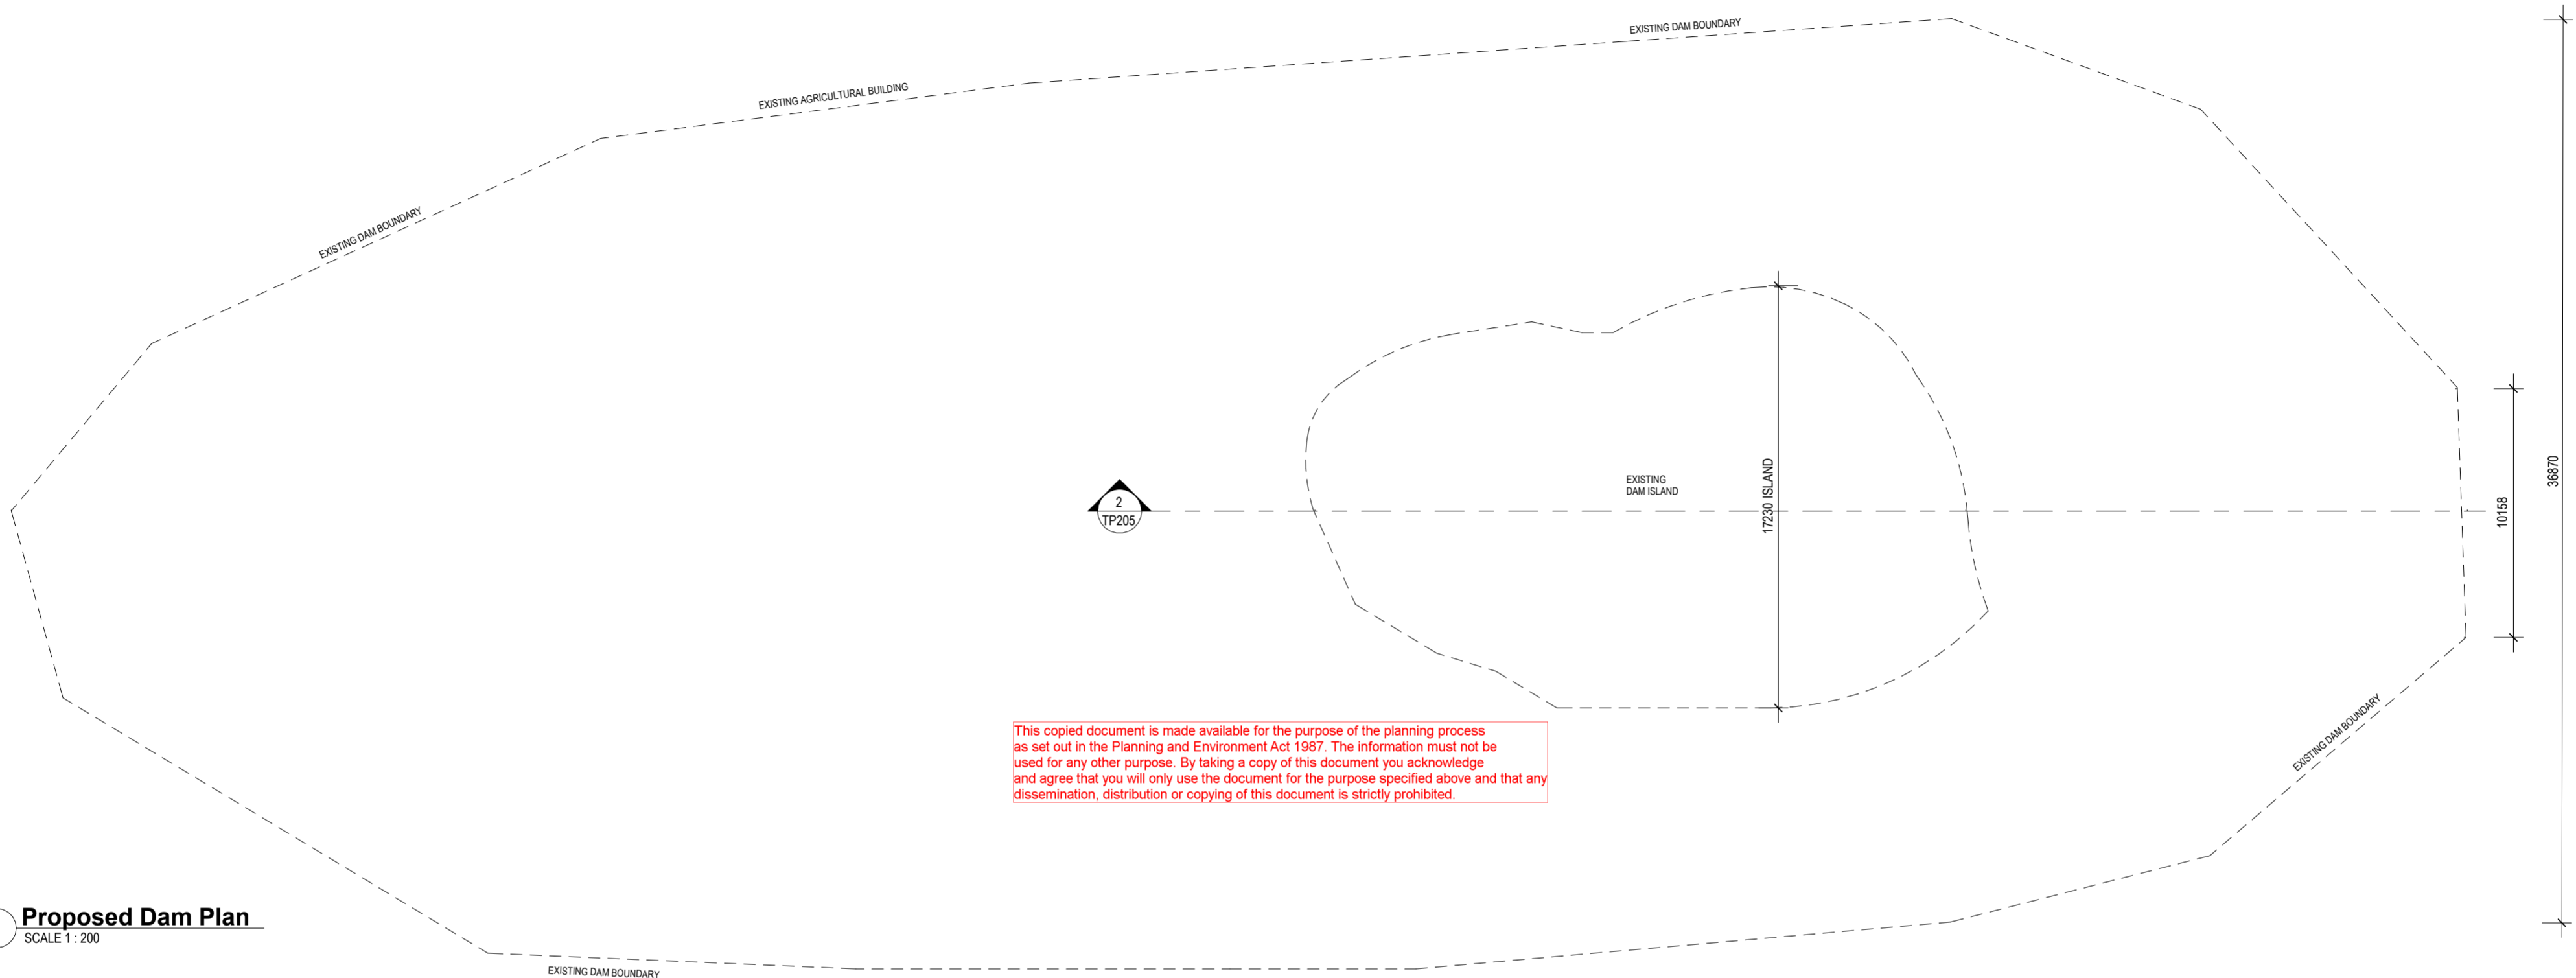 EXISTING DAM BOUNDARY
EXISTING AGRICULTURAL BUILDING
EXISTING DAM BOUNDARY
36870
EXISTING
DAM ISLAND
17230 ISLAND
2
TP205
10158
EXISTING DAM BOUNDARY
This copied document is made available for the purpose of the planning process
as set out in the Planning and Environment Act 1987. The information must not be
used for any other purpose. By taking a copy of this document you acknowledge
and agree that you will only use the document for the purpose specified above and that any
dissemination, distribution or copying of this document is strictly prohibited.
Proposed Dam Plan
SCALE 1 : 200
EXISTING DAM BOUNDARY